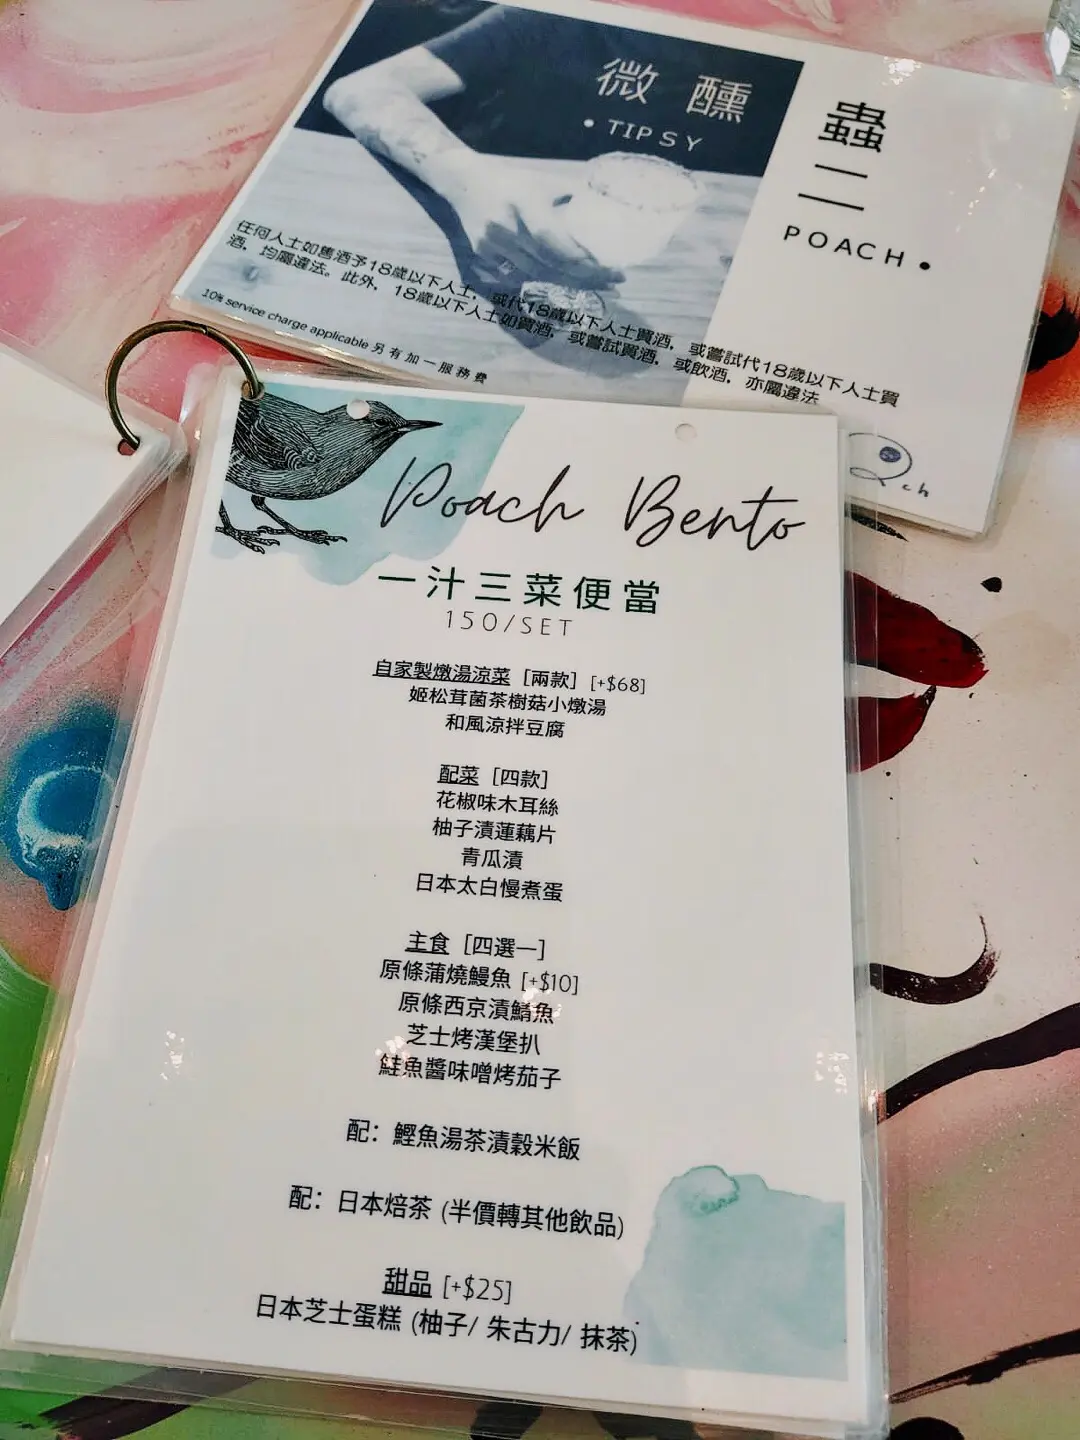 微醺
• TIPSY
蟲
二
POACH •
任何人士如售酒予18歲以下人士，或代18歲以下人士買酒，或嘗試代18歲以下人士買
酒，均屬違法。此外，18歲以下人士如買酒，或嘗試買酒，或飲酒，亦屬違法
10% service charge applicable 另有加一服務費
ch
Poach Bento
一汁三菜便當
150/SET
自家製燉湯涼菜［兩款］[+$68]
姬松茸菌茶樹菇小燉湯
和風涼拌豆腐
配菜［四款］
花椒味木耳絲
柚子漬蓮藕片
青瓜漬
日本太白慢煮蛋
主食［四選一］
原條蒲燒鰻魚 [+$10]
原條西京漬鯖魚
芝士烤漢堡扒
鮭魚醬味噌烤茄子
配：鰹魚湯茶漬穀米飯
配：日本焙茶 (半價轉其他飲品)
甜品 [+$25]
日本芝士蛋糕 (柚子/ 朱古力/ 抹茶)